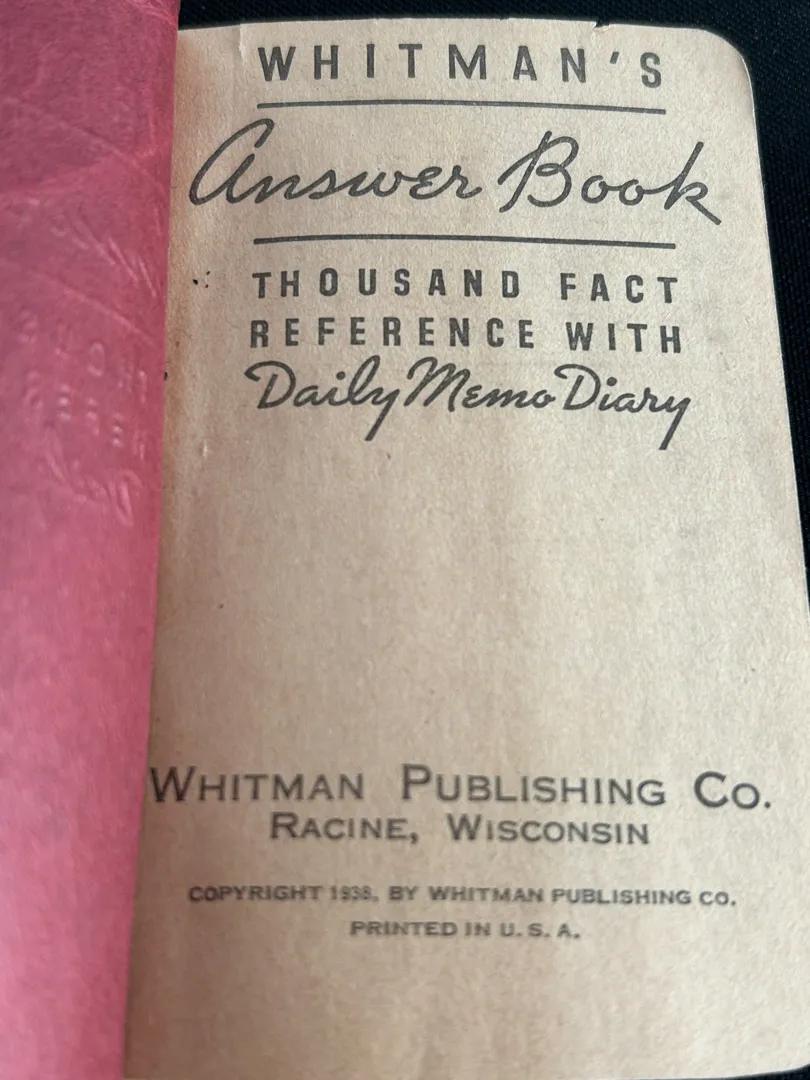 WHITMAN'S
Answer Book
THOUSAND FACT
REFERENCE WITH
Daily Memo Diary
WHITMAN PUBLISHING CO.
RACINE, WISCONSIN
COPYRIGHT 1938, BY WHITMAN PUBLISHING CO.
PRINTED IN U. S. A.